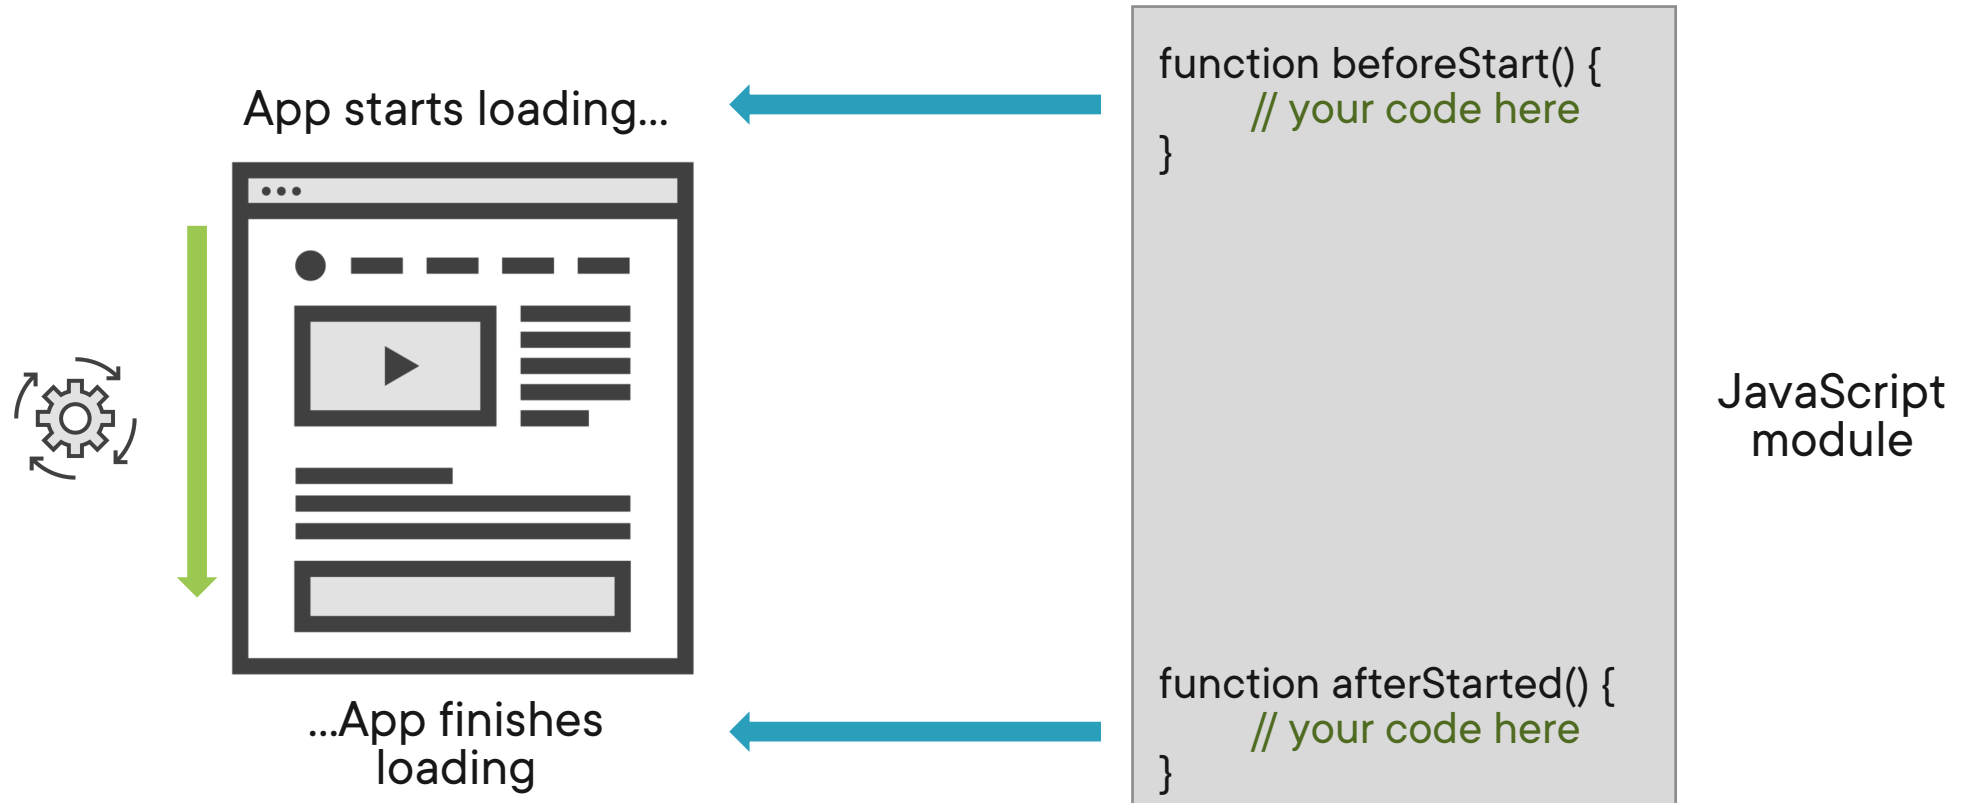 App starts loading...
...App finishes
loading
function beforeStart() {
// your code here
}
function afterStarted() {
// your code here
}
JavaScript
module